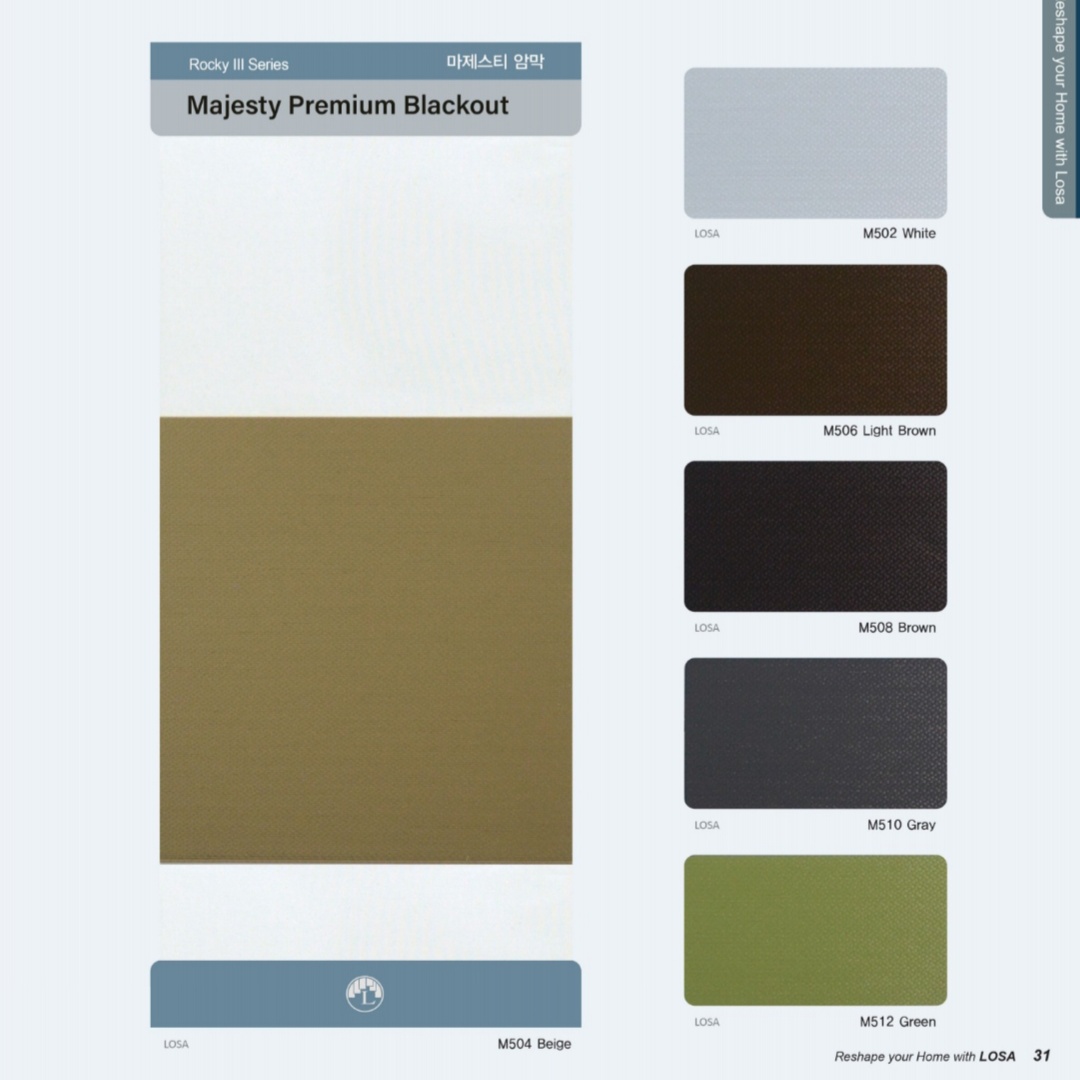 Rocky III Series 마제스티 암막
Majesty Premium Blackout
LOSA M504 Beige
LOSA M502 White
LOSA M506 Light Brown
LOSA M508 Brown
LOSA M510 Gray
LOSA M512 Green
eshape your Home with Losa
Reshape your Home with LOSA 31
L